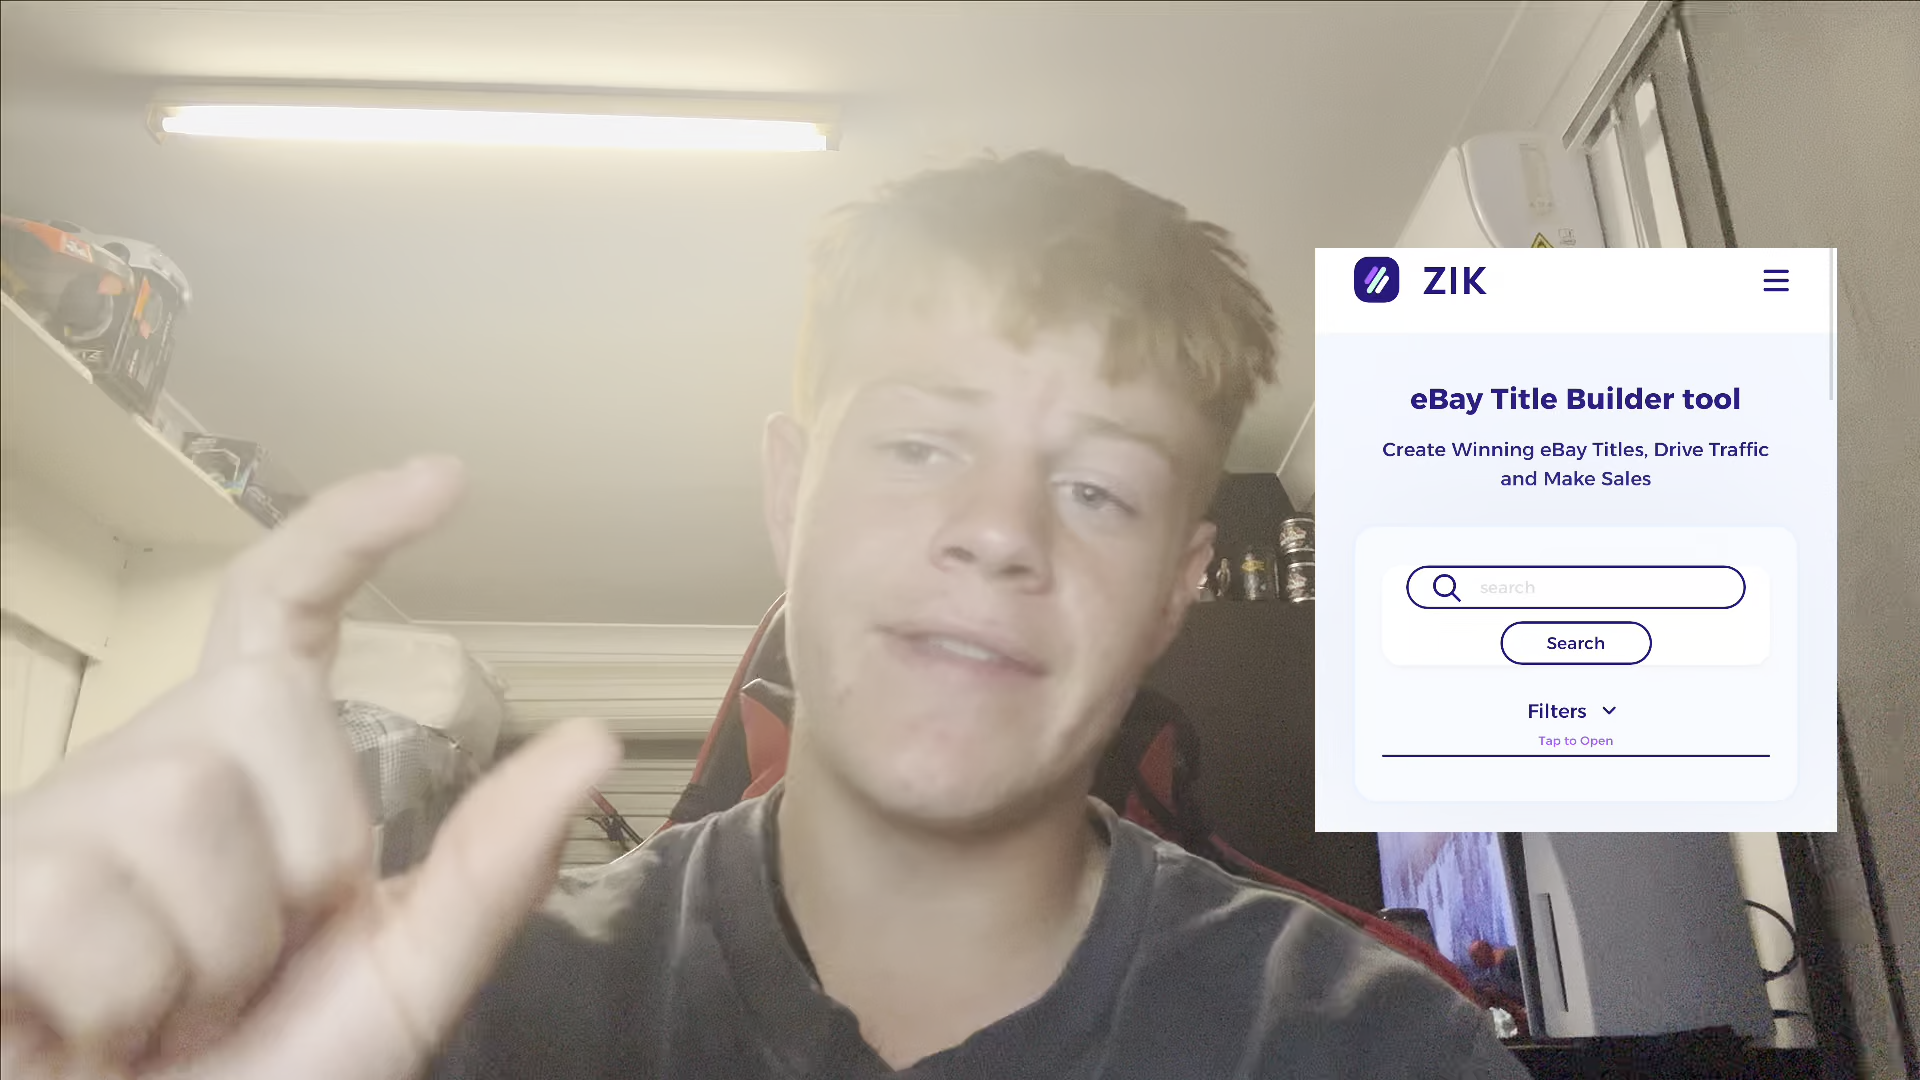 ZIK
eBay Title Builder tool
Create Winning eBay Titles, Drive Traffic
and Make Sales
search
Search
Filters
Tap to Open